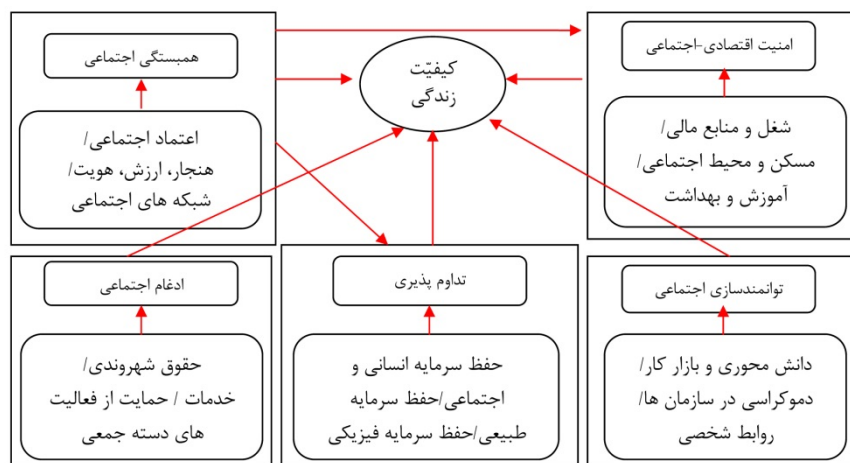 امنیت اقتصادی-اجتماعی
شغل و منابع مالی/
مسکن و محیط اجتماعی/
آموزش و بهداشت
کیفیّت
زندگی
همبستگی اجتماعی
اعتماد اجتماعی/
هنجار، ارزش، هویت/
شبکه های اجتماعی
توانمندسازی اجتماعی
دانش محوری و بازار کار/
دموکراسی در سازمان ها/
روابط شخصی
تداوم پذیری
حفظ سرمایه انسانی و
اجتماعی/حفظ سرمایه
طبیعی/حفظ سرمایه فیزیکی
ادغام اجتماعی
حقوق شهروندی/
خدمات / حمایت از فعالیت
های دسته جمعی